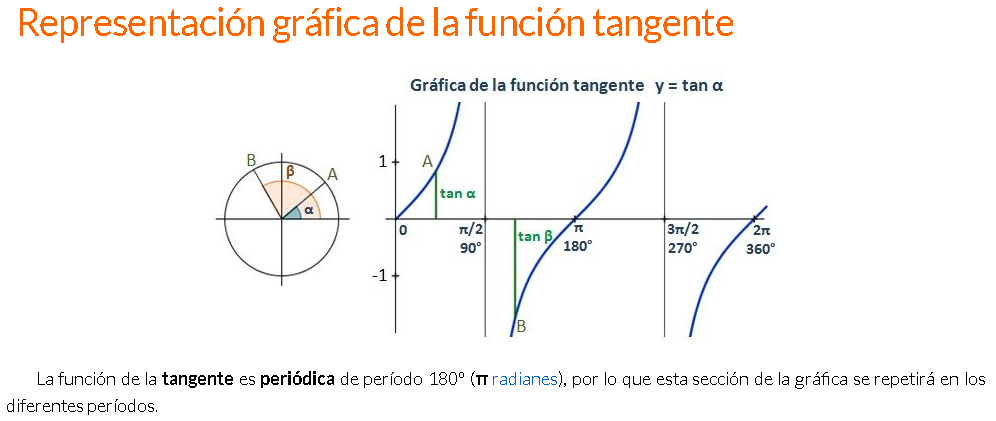 Representación gráfica de la función tangente
Gráfica de la función tangente y = tan α
B
β
A
α
1
A
tan α
0
π/2
90°
tan β
π
180°
3π/2
270°
2π
360°
-1
B
La función de la tangente es periódica de período 180° (π radianes), por lo que esta sección de la gráfica se repetirá en los
diferentes períodos.